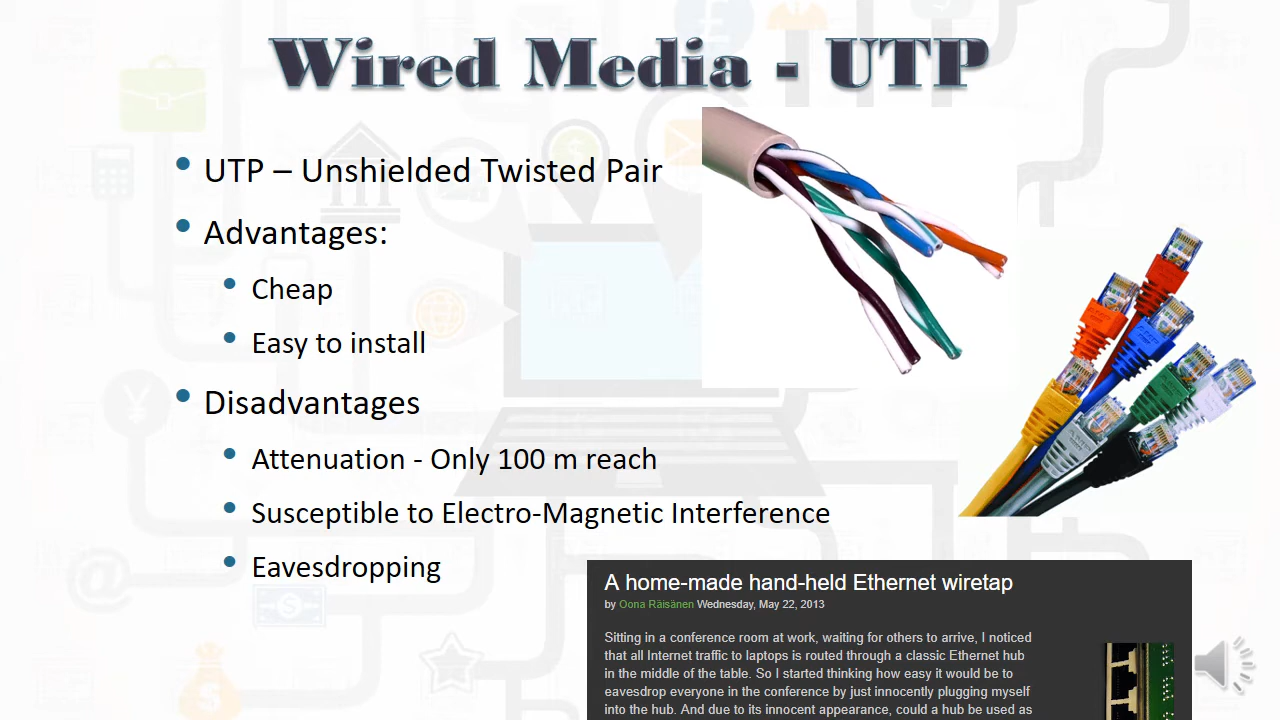 Wired Media - UTP
UTP – Unshielded Twisted Pair
Advantages:
Cheap
Easy to install
Disadvantages
Attenuation - Only 100 m reach
Susceptible to Electro-Magnetic Interference
Eavesdropping
A home-made hand-held Ethernet wiretap
by Oona Räisänen Wednesday, May 22, 2013
Sitting in a conference room at work, waiting for others to arrive, I noticed
that all Internet traffic to laptops is routed through a classic Ethernet hub
in the middle of the table. So I started thinking how easy it would be to
eavesdrop everyone in the conference by just innocently plugging myself
into the hub. And due to its innocent appearance, could a hub be used as